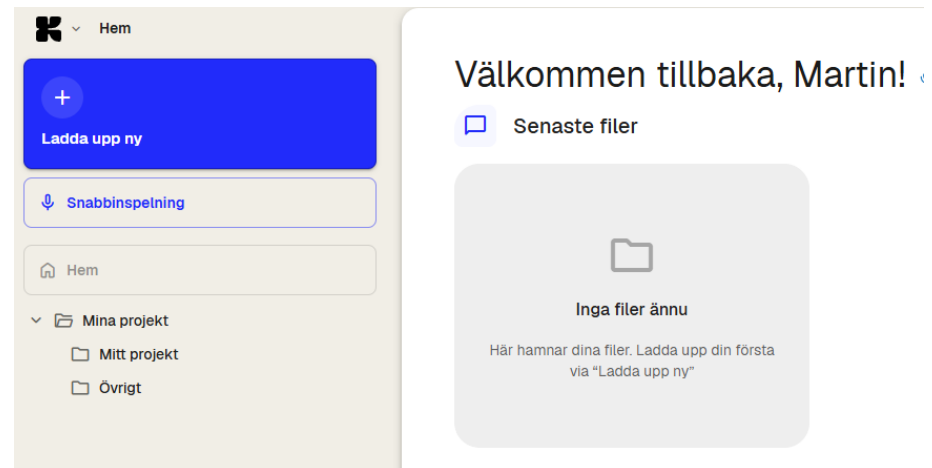 Hem
Ladda upp ny
Snabbinspelning
Hem
Mina projekt
Mitt projekt
Övrigt
Välkommen tillbaka, Martin!
Senaste filer
Inga filer ännu
Här hamnar dina filer. Ladda upp din första
via “Ladda upp ny”